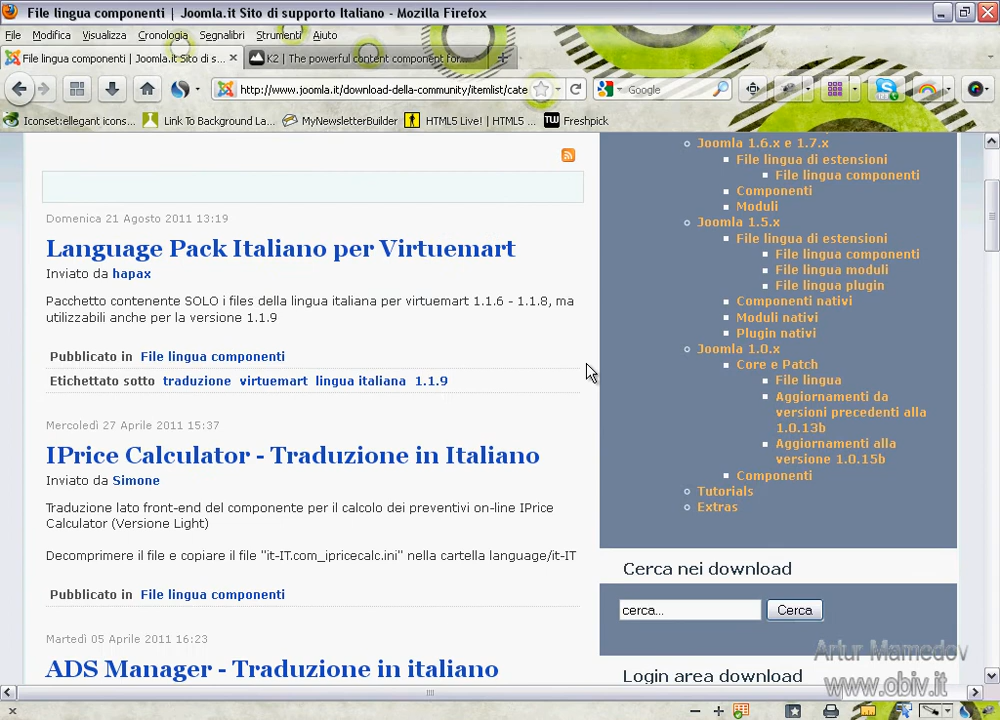 File lingua componenti | Joomla.it Sito di supporto Italiano - Mozilla Firefox
File Modifica Visualizza Cronologia Segnalibri Strumenti Aiuto
File lingua componenti | Joomla.it Sito di s...
K2 | The powerful content component for...
http://www.joomla.it/download-della-community/itemlist/cate
Google
Iconset:ellegant icons...
Link To Background La...
MyNewsletterBuilder
HTML5 Live! | HTML5 ...
Freshpick
Domenica 21 Agosto 2011 13:19
Language Pack Italiano per Virtuemart
Inviato da hapax
Pacchetto contenente SOLO i files della lingua italiana per virtuemart 1.1.6 - 1.1.8, ma
utilizzabili anche per la versione 1.1.9
Pubblicato in File lingua componenti
Etichettato sotto traduzione virtuemart lingua italiana 1.1.9
Mercoledì 27 Aprile 2011 15:37
IPrice Calculator - Traduzione in Italiano
Inviato da Simone
Traduzione lato front-end del componente per il calcolo dei preventivi on-line IPrice
Calculator (Versione Light)
Decomprimere il file e copiare il file "it-IT.com_ipricecalc.ini" nella cartella language/it-IT
Pubblicato in File lingua componenti
Martedì 05 Aprile 2011 16:23
ADS Manager - Traduzione in italiano
Joomla 1.6.x e 1.7.x
File lingua di estensioni
File lingua componenti
Componenti
Moduli
Joomla 1.5.x
File lingua di estensioni
File lingua componenti
File lingua moduli
File lingua plugin
Componenti nativi
Moduli nativi
Plugin nativi
Joomla 1.0.x
Core e Patch
File lingua
Aggiornamenti da
versioni precedenti alla
1.0.13b
Aggiornamenti alla
versione 1.0.15b
Componenti
Tutorials
Extras
Cerca nei download
cerca...
Cerca
Login area download
Artur Mamedov
www.obiv.it